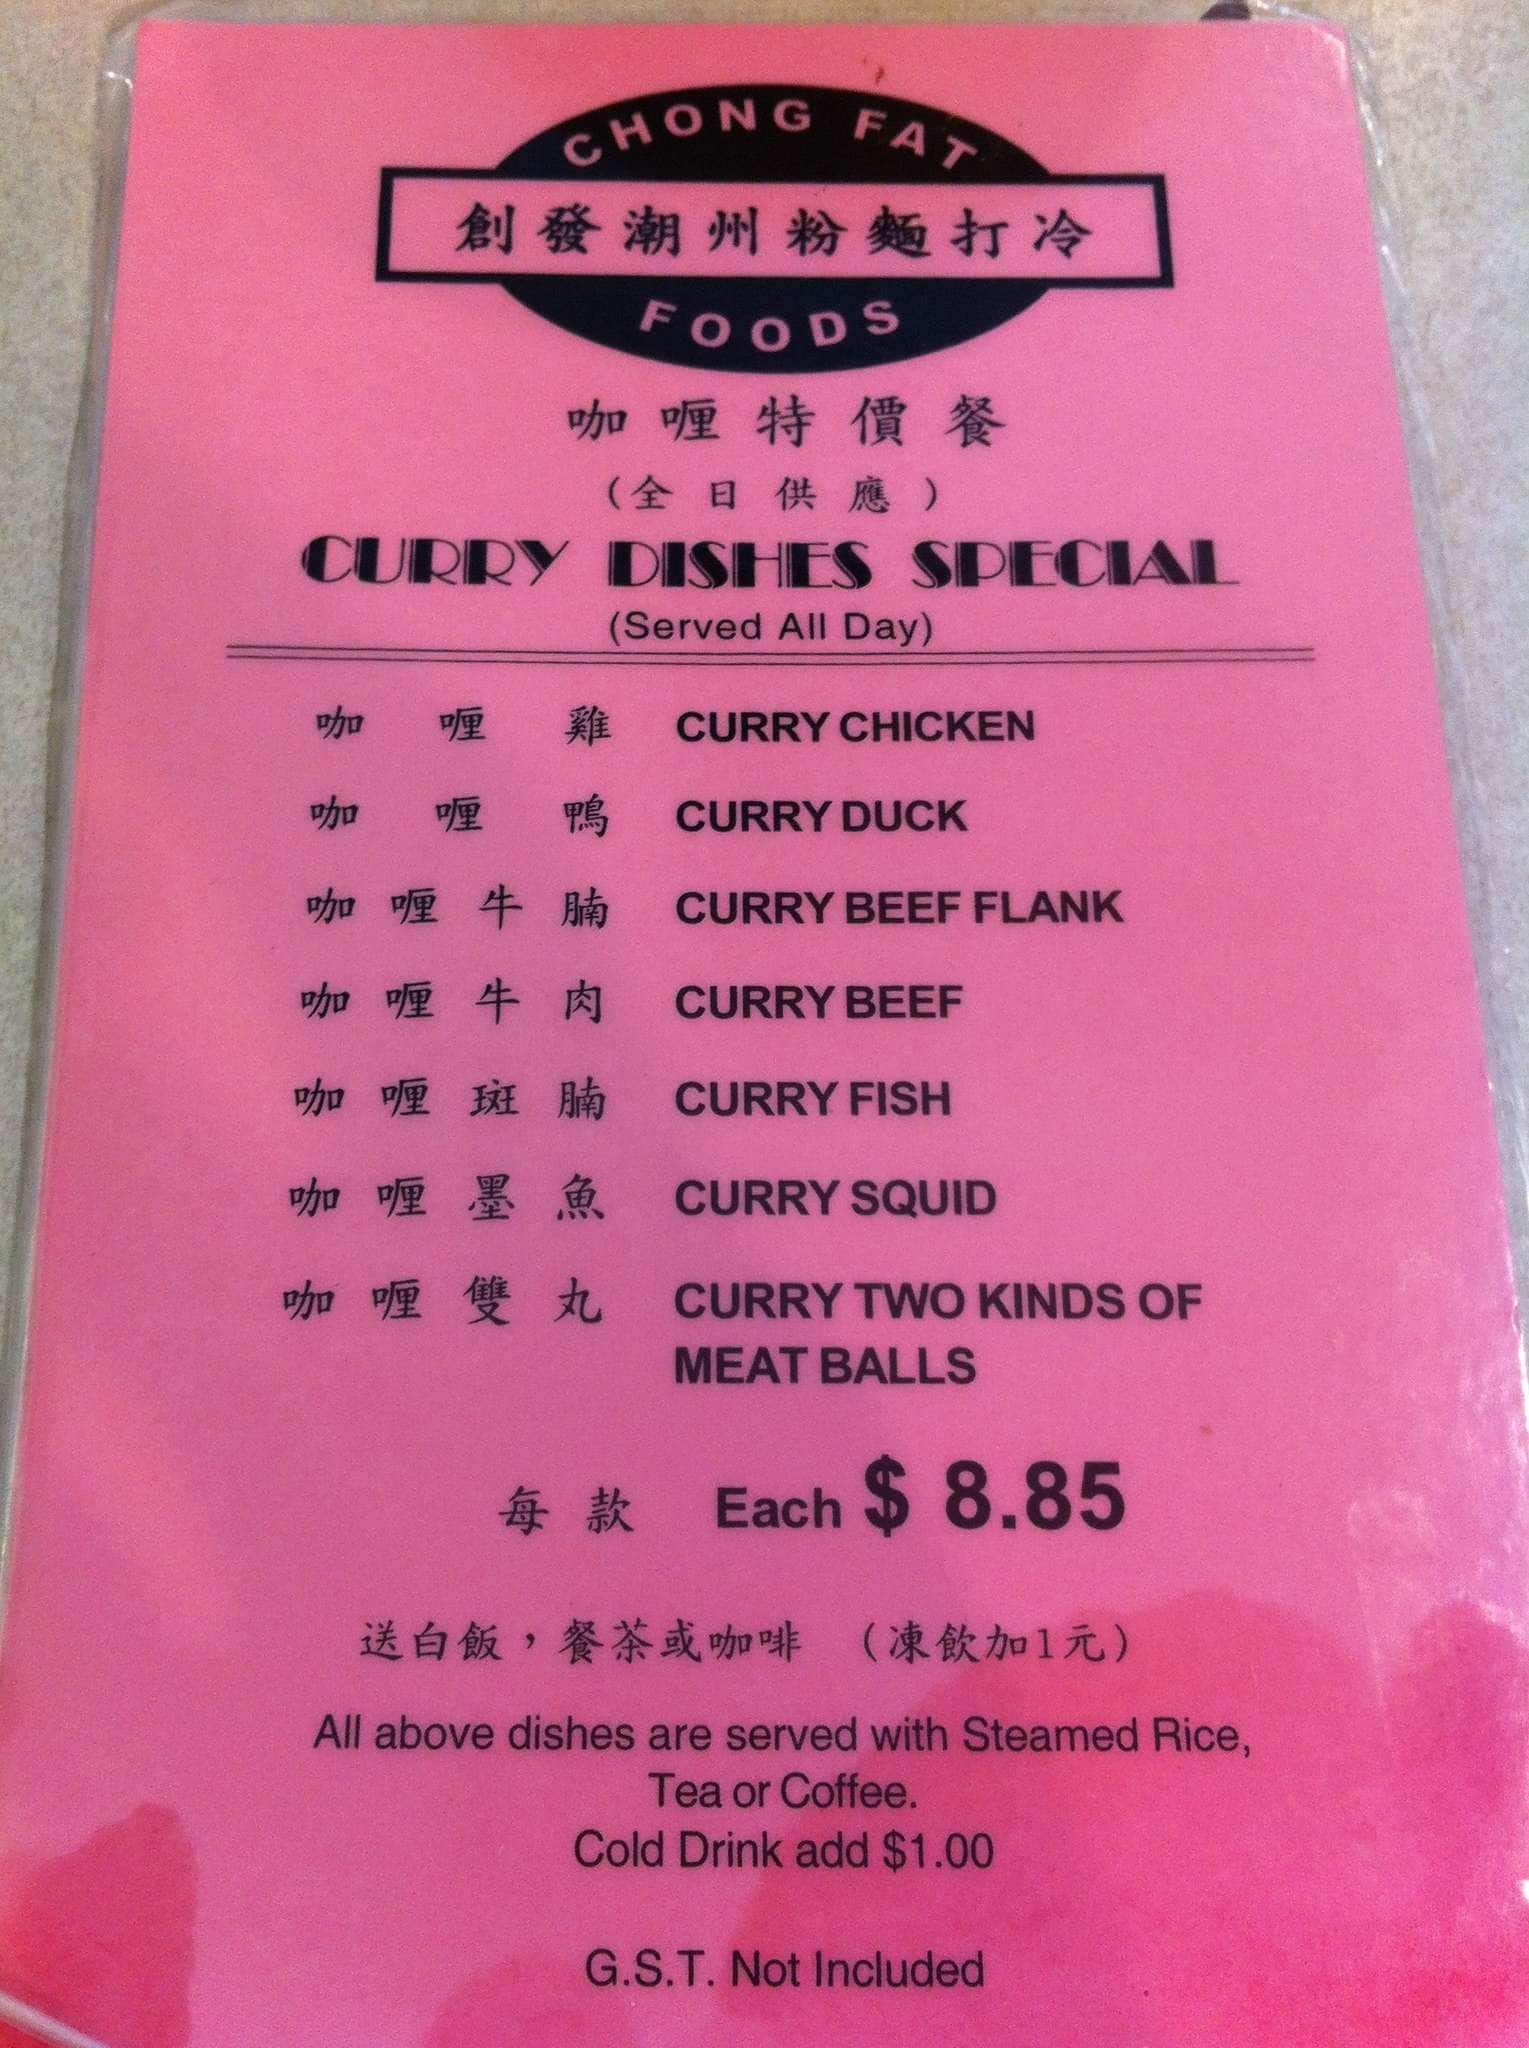 CHONG FAT
創發潮州粉麵打冷
FOODS
咖喱特價餐
(全日供應)
CURRY DISHES SPECIAL
(Served All Day)
咖喱雞 CURRY CHICKEN
咖喱鴨 CURRY DUCK
咖喱牛腩 CURRY BEEF FLANK
咖喱牛肉 CURRY BEEF
咖喱斑腩 CURRY FISH
咖喱墨魚 CURRY SQUID
咖喱雙丸 CURRY TWO KINDS OF
MEAT BALLS
每款 Each $ 8.85
送白飯，餐茶或咖啡 (凍飲加1元)
All above dishes are served with Steamed Rice,
Tea or Coffee.
Cold Drink add $1.00
G.S.T. Not Included